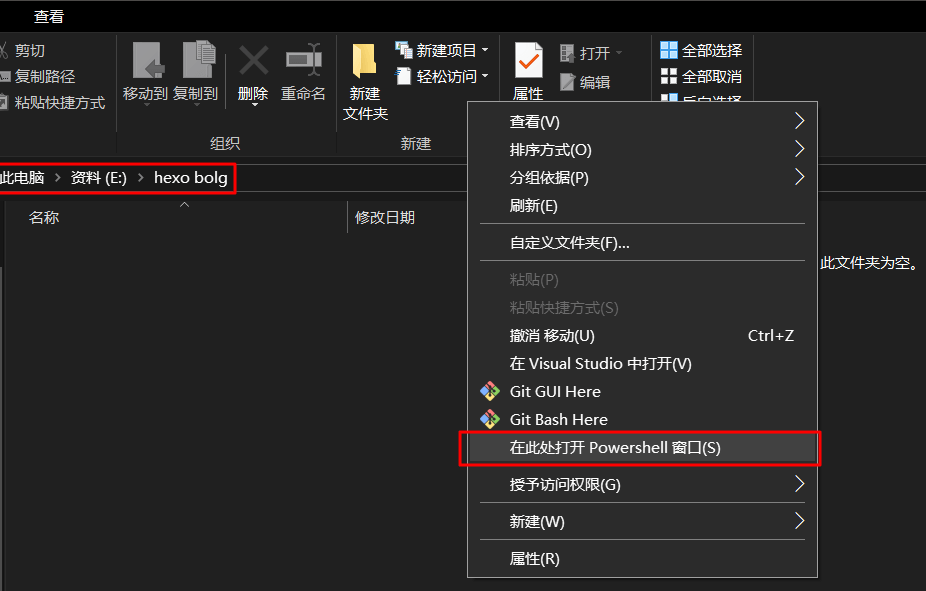 查看
剪切
复制路径
粘贴快捷方式
移动到
复制到
删除
重命名
组织
新建
文件夹
新建项目
轻松访问
新建
属性
打开
编辑
全部选择
全部取消
反向选择
此电脑 > 资料 (E:) > hexo bolg
名称
修改日期
此文件夹为空。
查看(V)
排序方式(O)
分组依据(P)
刷新(E)
自定义文件夹(F)...
粘贴(P)
粘贴快捷方式(S)
撤消 移动(U) Ctrl+Z
在 Visual Studio 中打开(V)
Git GUI Here
Git Bash Here
在此处打开 Powershell 窗口(S)
授予访问权限(G)
新建(W)
属性(R)